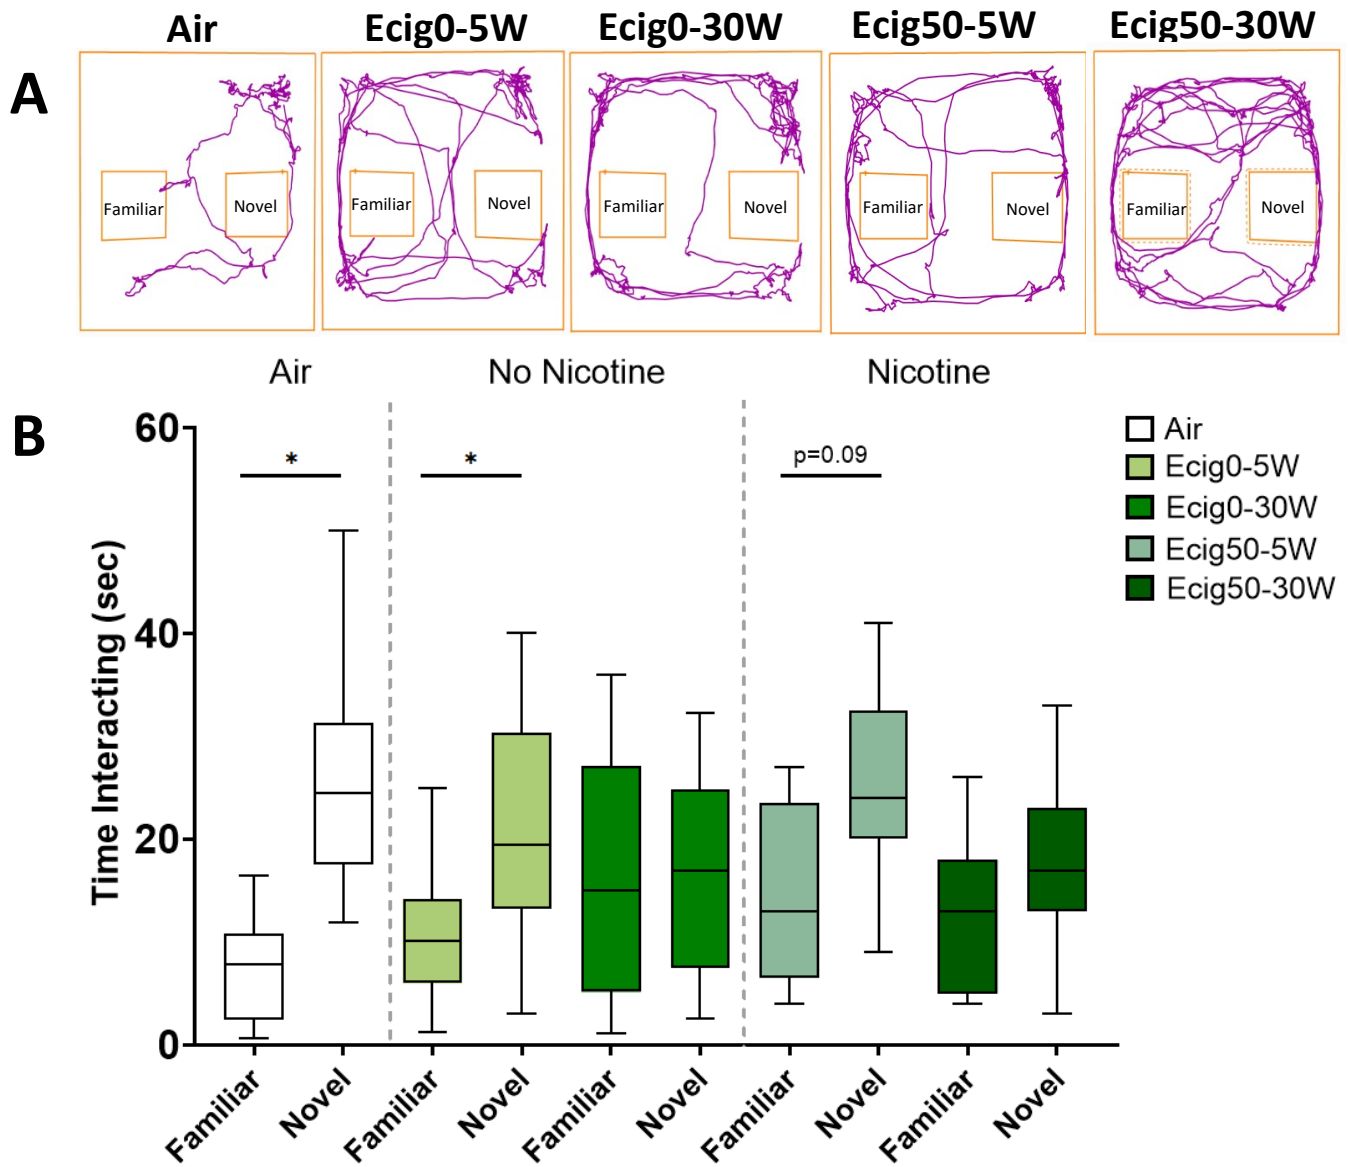 Air Ecig0-5W Ecig0-30W Ecig50-5W Ecig50-30W
A
Familiar Novel Familiar Novel Familiar Novel Familiar Novel Familiar Novel
Air No Nicotine Nicotine
B
60
40
20
0
Time Interacting (sec)
* * p=0.09
Air
Ecig0-5W
Ecig0-30W
Ecig50-5W
Ecig50-30W
Familiar Novel Familiar Novel Familiar Novel Familiar Novel Familiar Novel